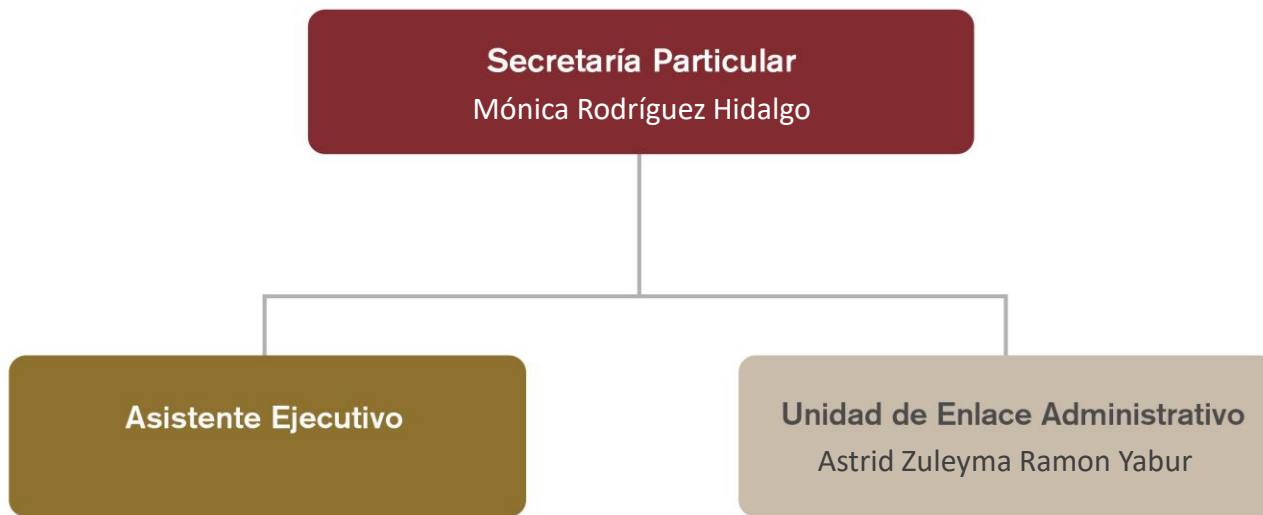 Secretaría Particular
Mónica Rodríguez Hidalgo
Asistente Ejecutivo
Unidad de Enlace Administrativo
Astrid Zuleyma Ramon Yabur